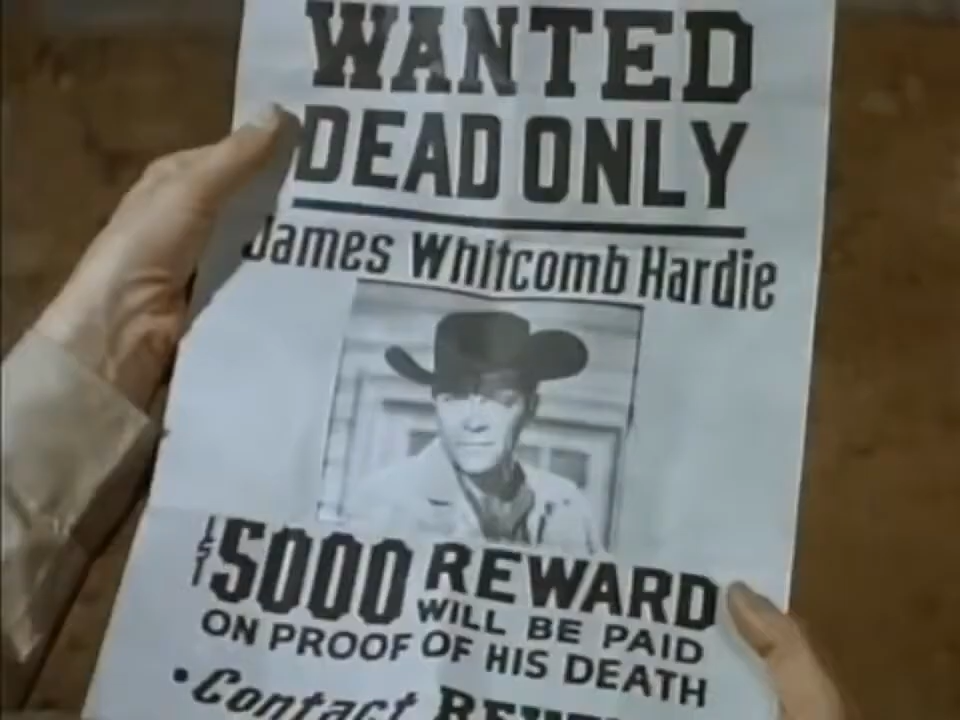 WANTED
DEAD ONLY
James Whitcomb Hardie
$5000 REWARD
WILL BE PAID
ON PROOF OF HIS DEATH
• Contact